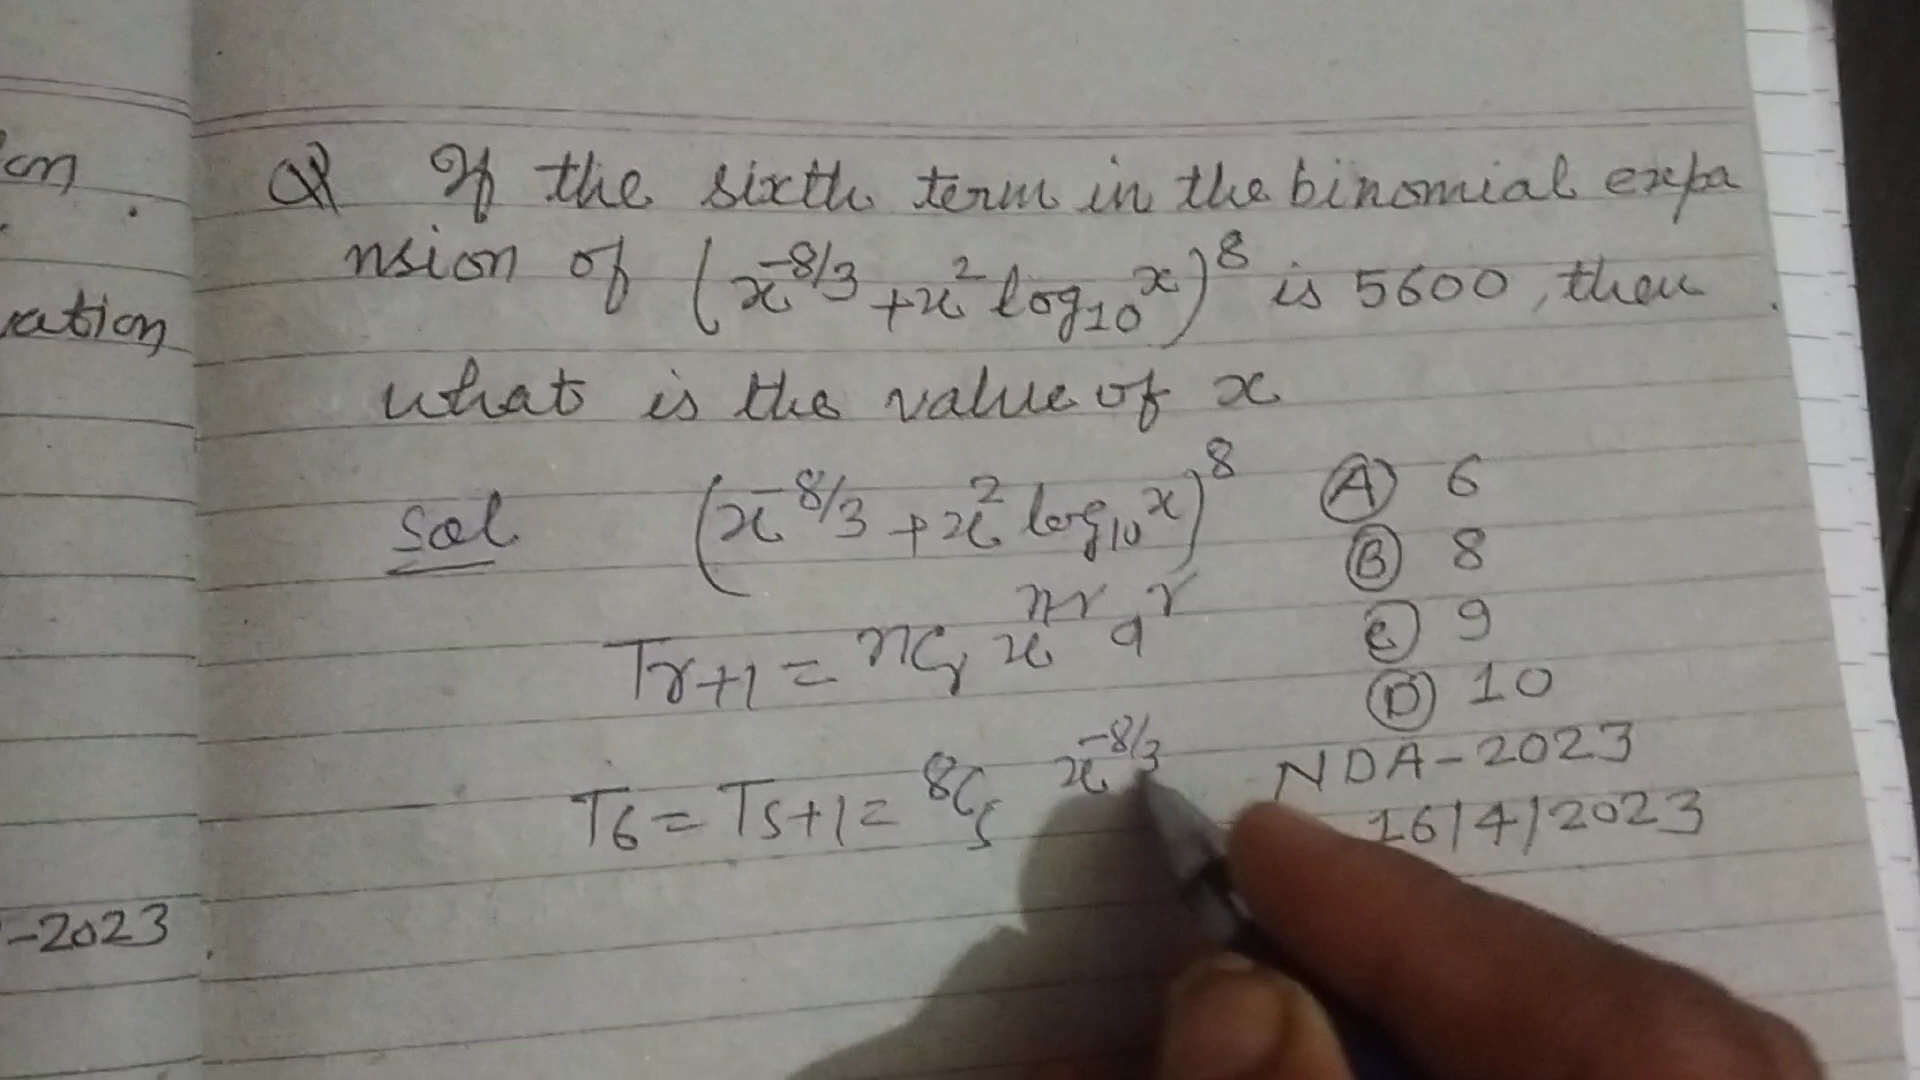 Q If the sixth term in the binomial expa
nsion of (x^-8/3 + x^2 log10 x)^8 is 5600, then
what is the value of x
Sol (x^-8/3 + x^2 log10 x)^8
(A) 6
(B) 8
(C) 9
(D) 10
Tr+1 = nCr x^n-r a^r
T6 = T5+1 = 8C5 x^-8/3
NDA-2023
16/4/2023
ration
-2023